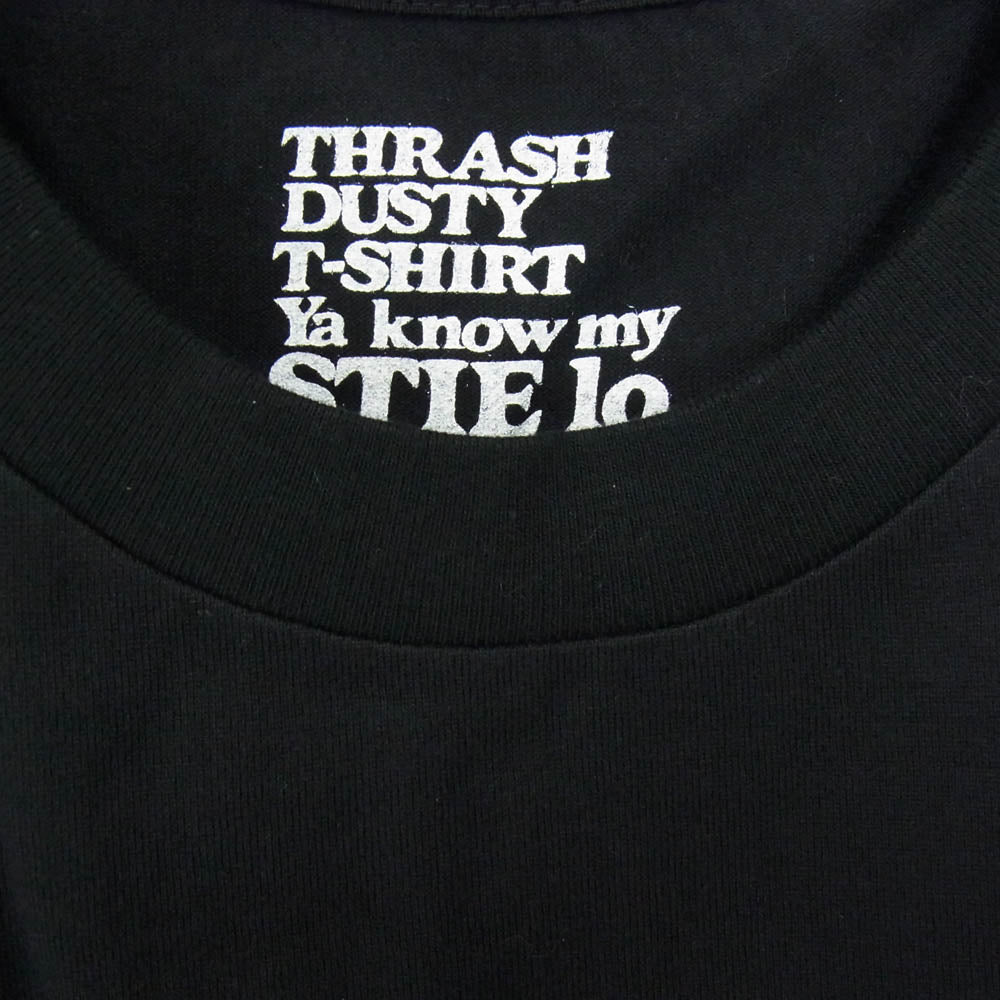 THRASH
DUSTY
T-SHIRT
Ya know my
STIE lo